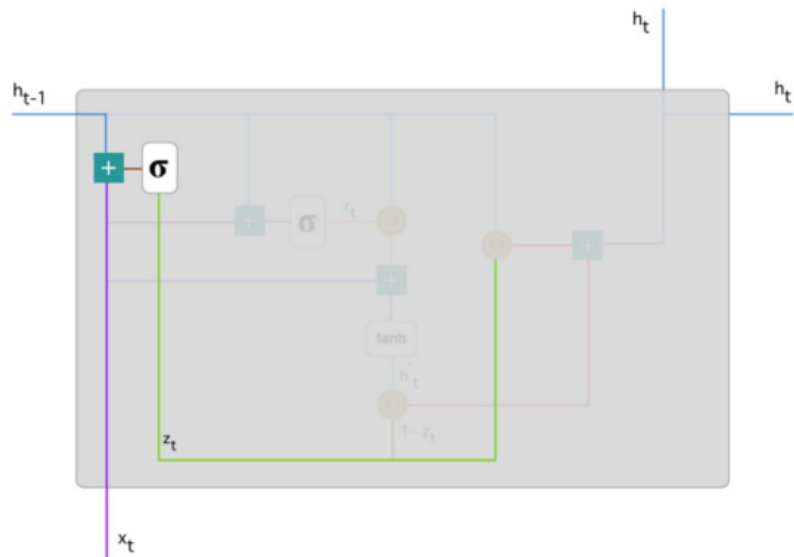 h_t
h_{t-1}
h_t
+ σ
r_t
+ σ
+
+
tanh
h'_t
z_t
1- z_t
x_t